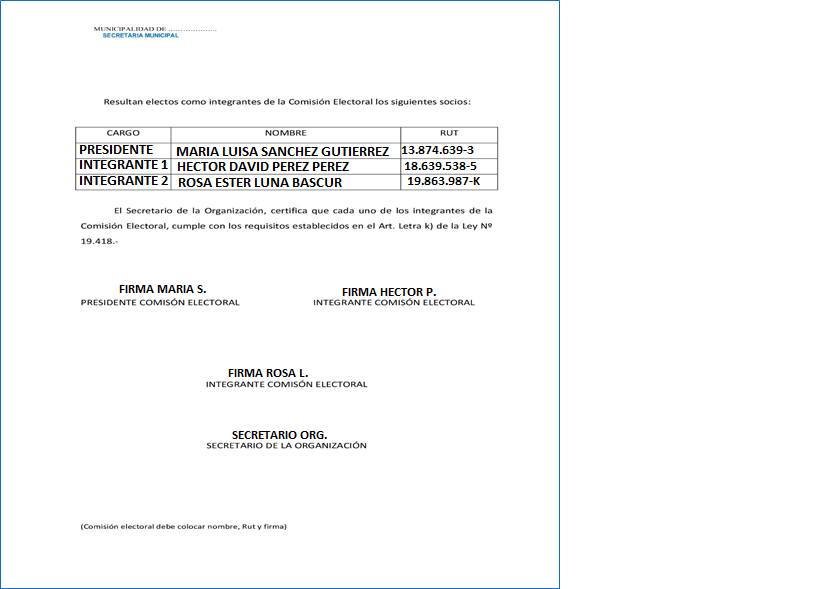 MUNICIPALIDAD DE ....................
SECRETARIA MUNICIPAL
Resultan electos como integrantes de la Comisión Electoral los siguientes socios:
CARGO NOMBRE RUT
PRESIDENTE MARIA LUISA SANCHEZ GUTIERREZ 13.874.639-3
INTEGRANTE 1 HECTOR DAVID PEREZ PEREZ 18.639.538-5
INTEGRANTE 2 ROSA ESTER LUNA BASCUR 19.863.987-K
El Secretario de la Organización, certifica que cada uno de los integrantes de la
Comisión Electoral, cumple con los requisitos establecidos en el Art. Letra k) de la Ley Nº
19.418.-
FIRMA MARIA S. FIRMA HECTOR P.
PRESIDENTE COMISÓN ELECTORAL INTEGRANTE COMISÓN ELECTORAL
FIRMA ROSA L.
INTEGRANTE COMISÓN ELECTORAL
SECRETARIO ORG.
SECRETARIO DE LA ORGANIZACIÓN
(Comisión electoral debe colocar nombre, Rut y firma)